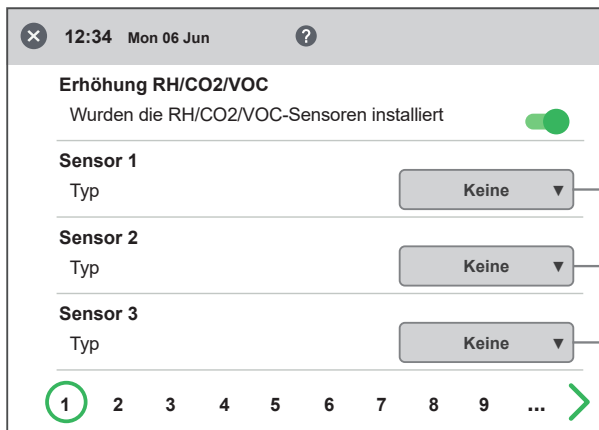 12:34 Mon 06 Jun ?
Erhöhung RH/CO2/VOC
Wurden die RH/CO2/VOC-Sensoren installiert
Sensor 1
Typ Keine ▼
Sensor 2
Typ Keine ▼
Sensor 3
Typ Keine ▼
1 2 3 4 5 6 7 8 9 ...